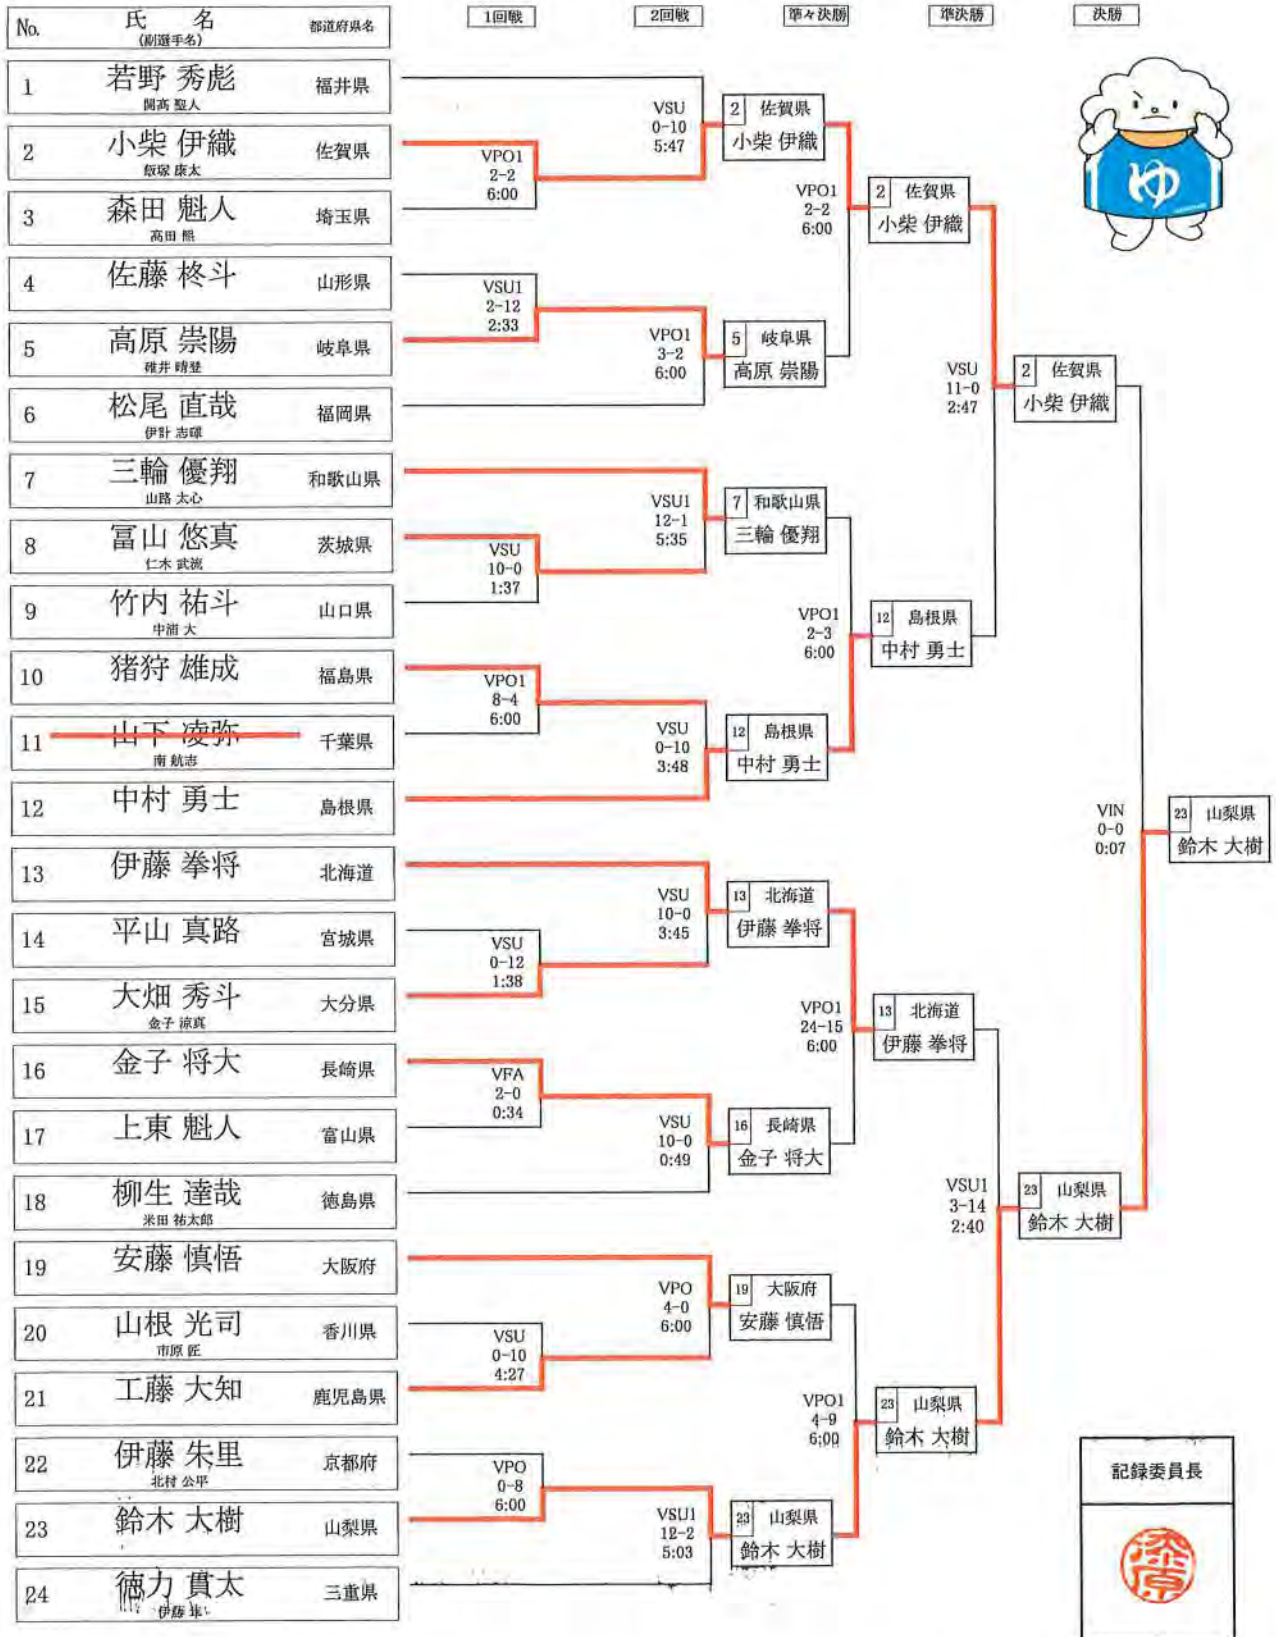 No. 氏 名 都道府県名 1回戦 2回戦 準々決勝 準決勝 決勝
(副選手名)
1 若野 秀彪 福井県
開高 聖人
2 小柴 伊織 佐賀県
飯塚 康太
3 森田 魁人 埼玉県
高田 熙
4 佐藤 柊斗 山形県
5 高原 崇陽 岐阜県
碓井 晴登
6 松尾 直哉 福岡県
伊計 志琿
7 三輪 優翔 和歌山県
山路 太心
8 冨山 悠真 茨城県
仁木 武流
9 竹内 祐斗 山口県
中浦 大
10 猪狩 雄成 福島県
11 山下 凌弥 千葉県
南 航志
12 中村 勇士 島根県
13 伊藤 拳将 北海道
14 平山 真路 宮城県
15 大畑 秀斗 大分県
金子 涼真
16 金子 将大 長崎県
17 上東 魁人 富山県
18 柳生 達哉 徳島県
米田 祐太郎
19 安藤 慎悟 大阪府
20 山根 光司 香川県
市原 匠
21 工藤 大知 鹿児島県
22 伊藤 朱里 京都府
北村 公平
23 鈴木 大樹 山梨県
24 徳力 貫太 三重県
VPO1
2-2
6:00
VSU1
2-12
2:33
VSU
10-0
1:37
VPO1
8-4
6:00
VSU
0-12
1:38
VFA
2-0
0:34
VSU
0-10
4:27
VPO
0-8
6:00
VSU
0-10
5:47
VPO1
3-2
6:00
VSU1
12-1
5:35
VSU
0-10
3:48
VSU
10-0
3:45
VSU
10-0
0:49
VPO
4-0
6:00
VSU1
12-2
5:03
2 佐賀県
小柴 伊織
5 岐阜県
高原 崇陽
7 和歌山県
三輪 優翔
12 島根県
中村 勇士
13 北海道
伊藤 拳将
16 長崎県
金子 将大
19 大阪府
安藤 慎悟
23 山梨県
鈴木 大樹
VPO1
2-2
6:00
VPO1
2-3
6:00
VPO1
24-15
6:00
VPO1
4-9
6:00
2 佐賀県
小柴 伊織
12 島根県
中村 勇士
13 北海道
伊藤 拳将
23 山梨県
鈴木 大樹
VSU
11-0
2:47
VSU1
3-14
2:40
2 佐賀県
小柴 伊織
23 山梨県
鈴木 大樹
VIN
0-0
0:07
23 山梨県
鈴木 大樹
ゆ
記録委員長
漆原